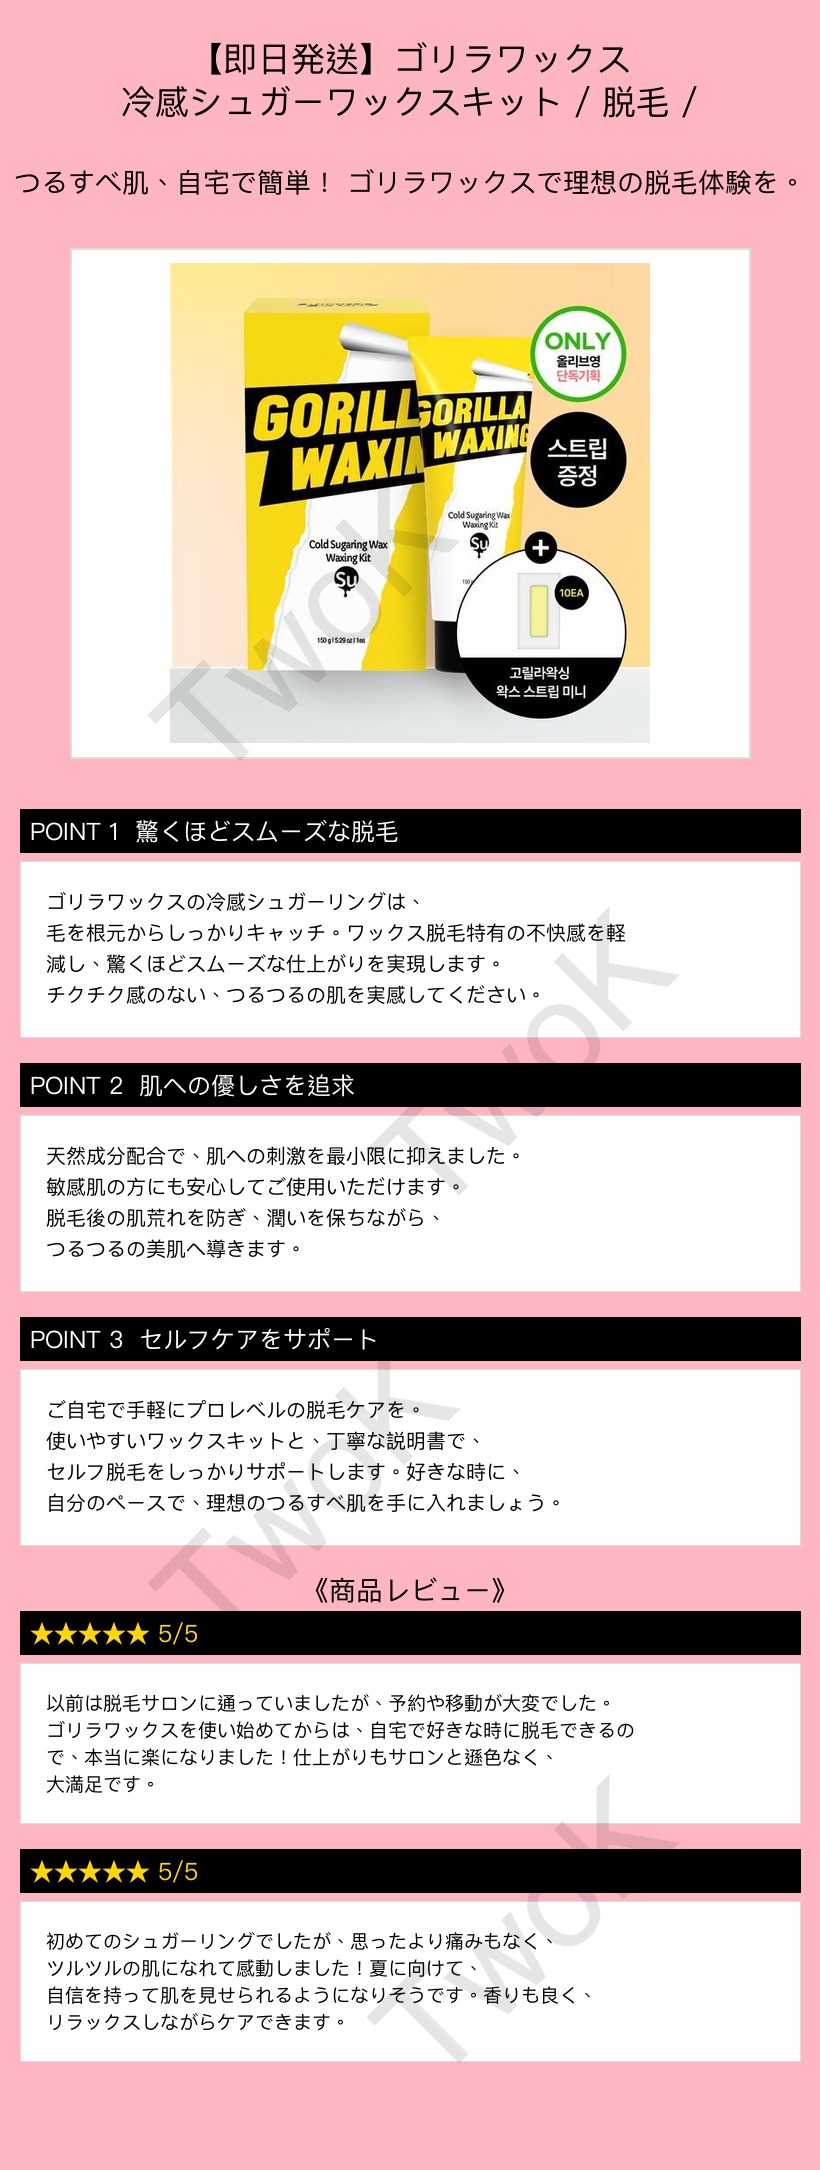 【即日発送】ゴリラワックス
冷感シュガーワックスキット / 脱毛 /
つるすべ肌、自宅で簡単！ ゴリラワックスで理想の脱毛体験を。
GORILL
WAXIN
Cold Sugaring Wax
Waxing Kit
Su
150 g | 5.29 oz | 1ea
GORILLA
WAXING
Cold Sugaring Wax
Waxing Kit
Su
150
ONLY
올리브영
단독기획
스트립
증정
+
10EA
고릴라왁싱
왁스 스트립 미니
TwoK
POINT 1 驚くほどスムーズな脱毛
ゴリラワックスの冷感シュガーリングは、
毛を根元からしっかりキャッチ。ワックス脱毛特有の不快感を軽
減し、驚くほどスムーズな仕上がりを実現します。
チクチク感のない、つるつるの肌を実感してください。
TwoK
POINT 2 肌への優しさを追求
天然成分配合で、肌への刺激を最小限に抑えました。
敏感肌の方にも安心してご使用いただけます。
脱毛後の肌荒れを防ぎ、潤いを保ちながら、
つるつるの美肌へ導きます。
POINT 3 セルフケアをサポート
ご自宅で手軽にプロレベルの脱毛ケアを。
使いやすいワックスキットと、丁寧な説明書で、
セルフ脱毛をしっかりサポートします。好きな時に、
自分のペースで、理想のつるすべ肌を手に入れましょう。
TwoK
《商品レビュー》
★★★★★ 5/5
以前は脱毛サロンに通っていましたが、予約や移動が大変でした。
ゴリラワックスを使い始めてからは、自宅で好きな時に脱毛できるの
で、本当に楽になりました！仕上がりもサロンと遜色なく、
大満足です。
★★★★★ 5/5
初めてのシュガーリングでしたが、思ったより痛みもなく、
ツルツルの肌になれて感動しました！夏に向けて、
自信を持って肌を見せられるようになりそうです。香りも良く、
リラックスしながらケアできます。
TwoK